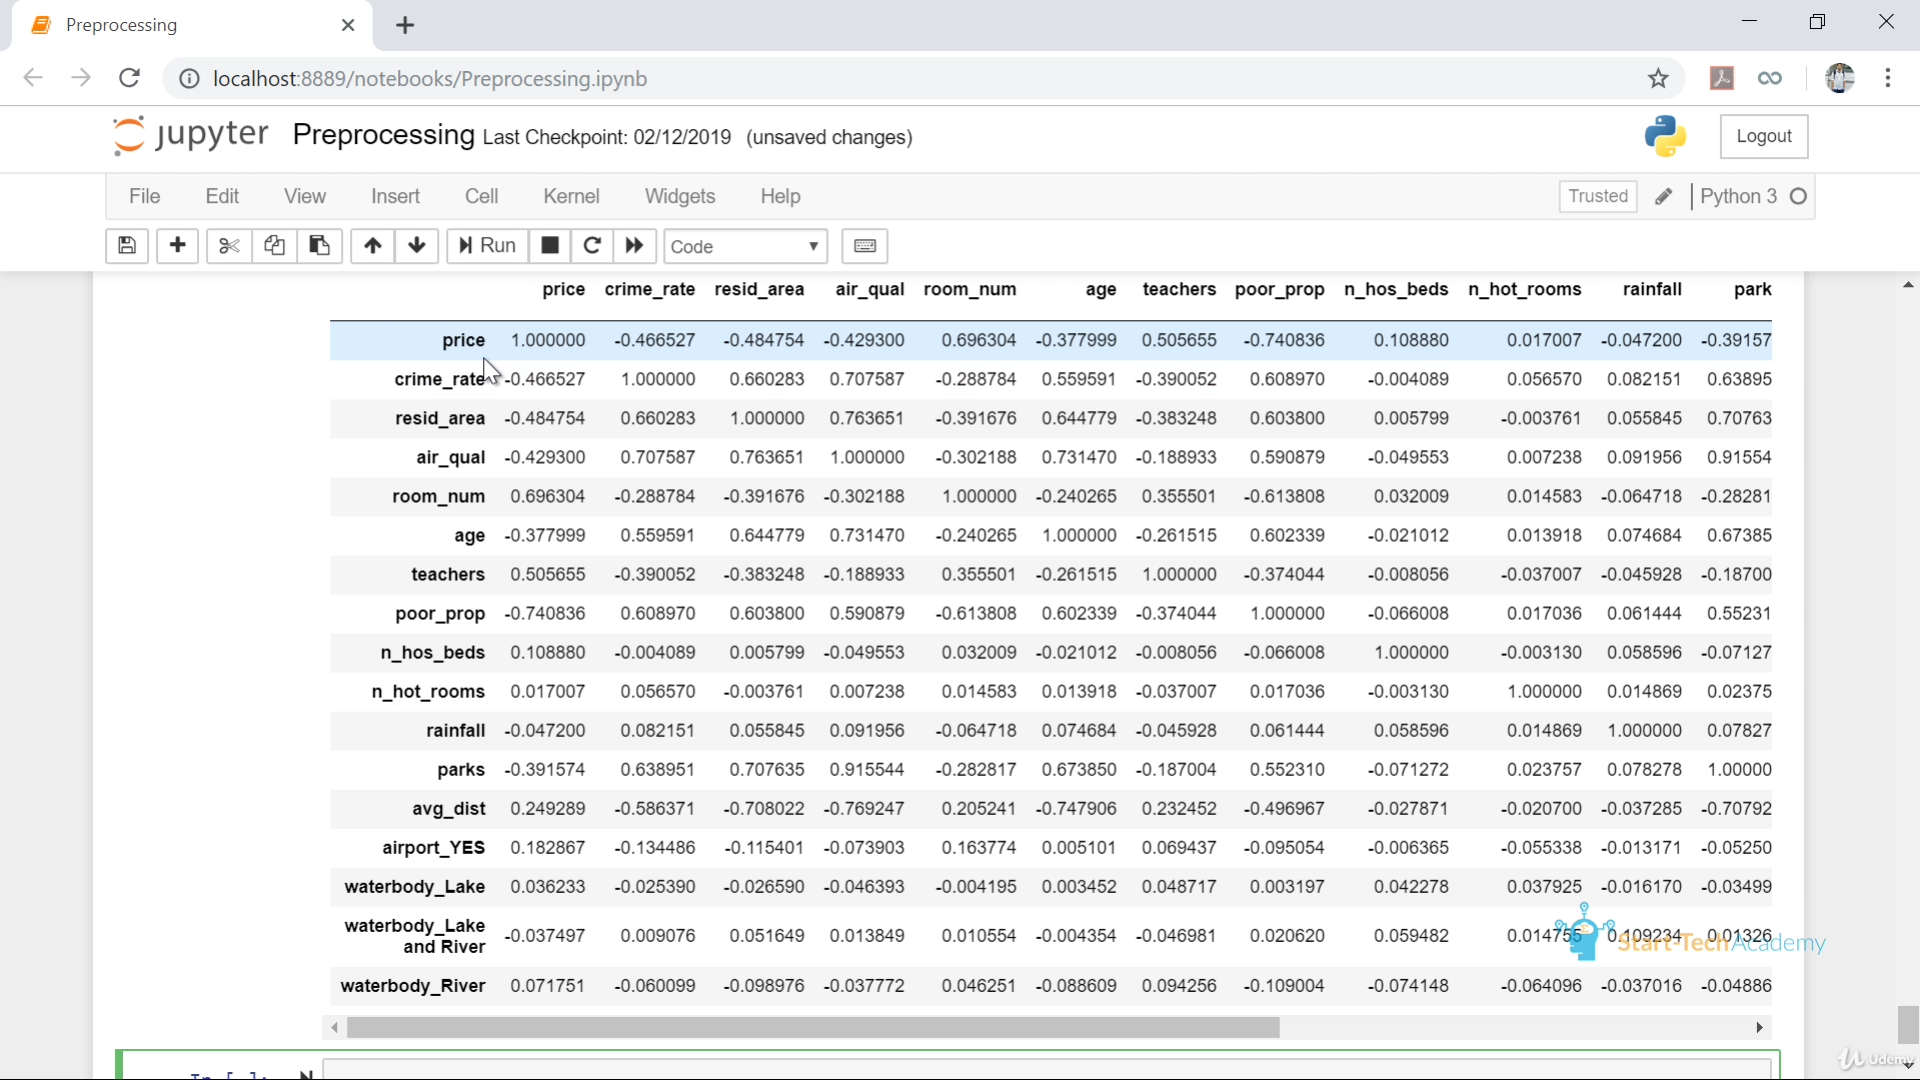 Preprocessing
localhost:8889/notebooks/Preprocessing.ipynb
jupyter Preprocessing Last Checkpoint: 02/12/2019 (unsaved changes)
Logout
File Edit View Insert Cell Kernel Widgets Help Trusted Python 3
Run Code
price crime_rate resid_area air_qual room_num age teachers poor_prop n_hos_beds n_hot_rooms rainfall park
price 1.000000 -0.466527 -0.484754 -0.429300 0.696304 -0.377999 0.505655 -0.740836 0.108880 0.017007 -0.047200 -0.39157
crime_rate -0.466527 1.000000 0.660283 0.707587 -0.288784 0.559591 -0.390052 0.608970 -0.004089 0.056570 0.082151 0.63895
resid_area -0.484754 0.660283 1.000000 0.763651 -0.391676 0.644779 -0.383248 0.603800 0.005799 -0.003761 0.055845 0.70763
air_qual -0.429300 0.707587 0.763651 1.000000 -0.302188 0.731470 -0.188933 0.590879 -0.049553 0.007238 0.091956 0.91554
room_num 0.696304 -0.288784 -0.391676 -0.302188 1.000000 -0.240265 0.355501 -0.613808 0.032009 0.014583 -0.064718 -0.28281
age -0.377999 0.559591 0.644779 0.731470 -0.240265 1.000000 -0.261515 0.602339 -0.021012 0.013918 0.074684 0.67385
teachers 0.505655 -0.390052 -0.383248 -0.188933 0.355501 -0.261515 1.000000 -0.374044 -0.008056 -0.037007 -0.045928 -0.18700
poor_prop -0.740836 0.608970 0.603800 0.590879 -0.613808 0.602339 -0.374044 1.000000 -0.066008 0.017036 0.061444 0.55231
n_hos_beds 0.108880 -0.004089 0.005799 -0.049553 0.032009 -0.021012 -0.008056 -0.066008 1.000000 -0.003130 0.058596 -0.07127
n_hot_rooms 0.017007 0.056570 -0.003761 0.007238 0.014583 0.013918 -0.037007 0.017036 -0.003130 1.000000 0.014869 0.02375
rainfall -0.047200 0.082151 0.055845 0.091956 -0.064718 0.074684 -0.045928 0.061444 0.058596 0.014869 1.000000 0.07827
parks -0.391574 0.638951 0.707635 0.915544 -0.282817 0.673850 -0.187004 0.552310 -0.071272 0.023757 0.078278 1.00000
avg_dist 0.249289 -0.586371 -0.708022 -0.769247 0.205241 -0.747906 0.232452 -0.496967 -0.027871 -0.020700 -0.037285 -0.70792
airport_YES 0.182867 -0.134486 -0.115401 -0.073903 0.163774 0.005101 0.069437 -0.095054 -0.006365 -0.055338 -0.013171 -0.05250
waterbody_Lake 0.036233 -0.025390 -0.026590 -0.046393 -0.004195 0.003452 0.048717 0.003197 0.042278 0.037925 -0.016170 -0.03499
waterbody_Lake
and River -0.037497 0.009076 0.051649 0.013849 0.010554 -0.004354 -0.046981 0.020620 0.059482 0.014755 0.109234 0.01326
Start-Tech Academy
waterbody_River 0.071751 -0.060099 -0.098976 -0.037772 0.046251 -0.088609 0.094256 -0.109004 -0.074148 -0.064096 -0.037016 -0.04886
In [ ]:
Udemy